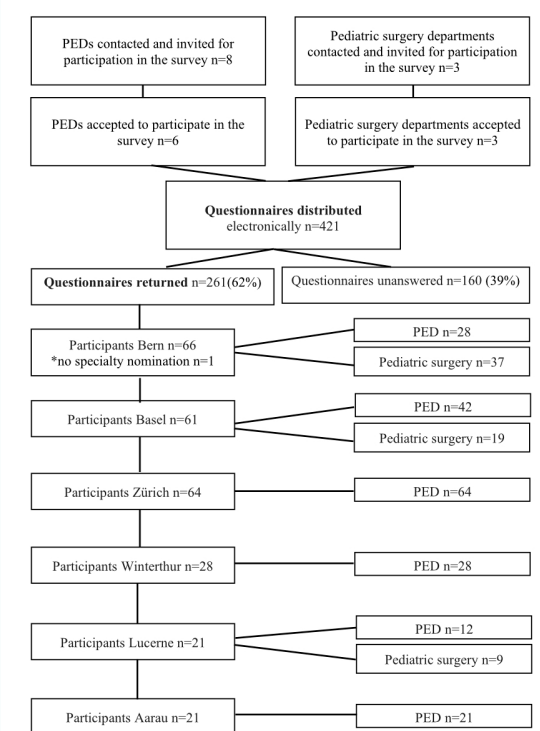 PEDs contacted and invited for
participation in the survey n=8
Pediatric surgery departments
contacted and invited for participation
in the survey n=3
PEDs accepted to participate in the
survey n=6
Pediatric surgery departments accepted
to participate in the survey n=3
Questionnaires distributed
electronically n=421
Questionnaires returned n=261(62%)
Questionnaires unanswered n=160 (39%)
Participants Bern n=66
*no specialty nomination n=1
PED n=28
Pediatric surgery n=37
Participants Basel n=61
PED n=42
Pediatric surgery n=19
Participants Zürich n=64
PED n=64
Participants Winterthur n=28
PED n=28
Participants Lucerne n=21
PED n=12
Pediatric surgery n=9
Participants Aarau n=21
PED n=21